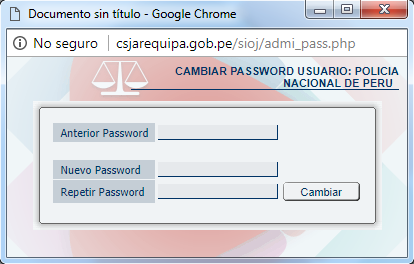 Documento sin título - Google Chrome
No seguro | csjarequipa.gob.pe/sioj/admi_pass.php
CAMBIAR PASSWORD USUARIO: POLICIA
NACIONAL DE PERU
Anterior Password
Nuevo Password
Repetir Password
Cambiar